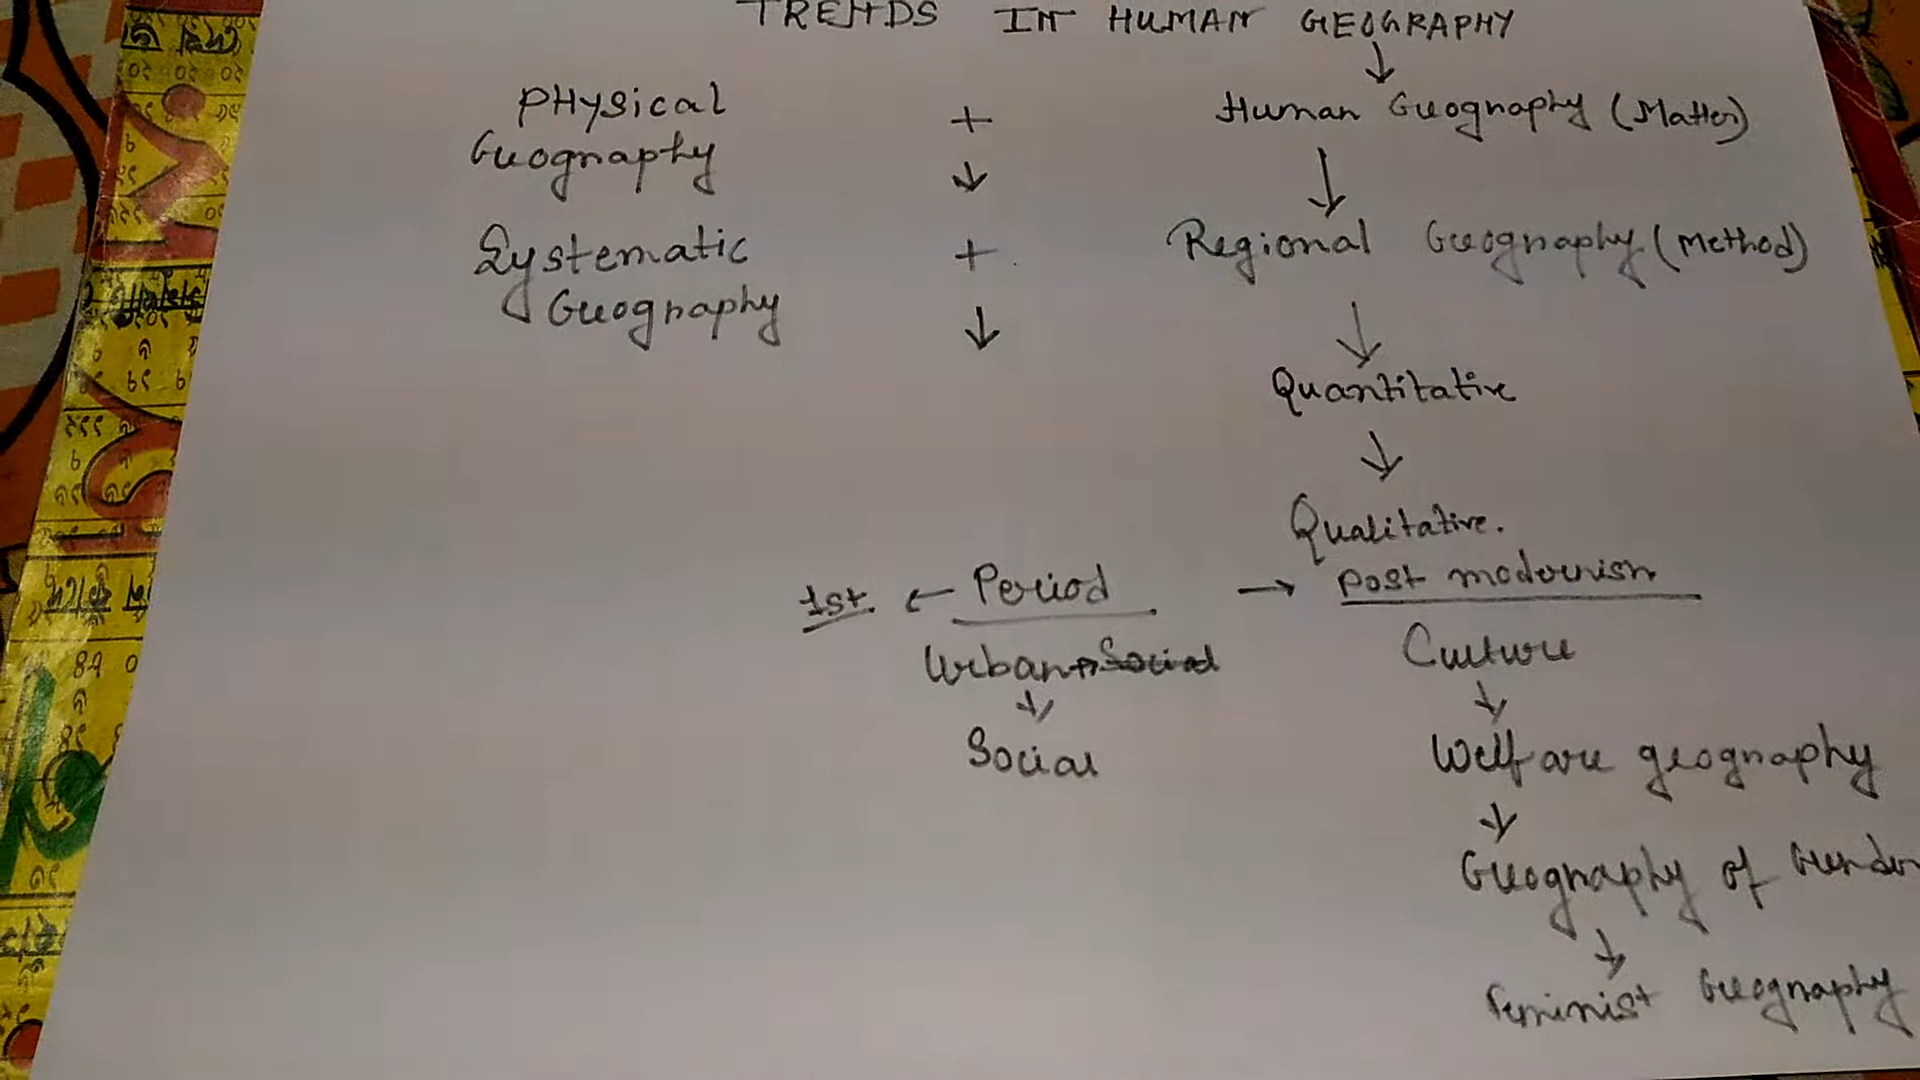 TRENDS IN HUMAN GEOGRAPHY
↓
PHysical + Human Geography (Matter)
Geography ↓ ↓
Systematic + Regional Geography (Method)
Geography ↓ ↓
Quantitative
↓
Qualitative.
1st. ← Period → Post modernism
Urban → Social Culture
↓ ↓
Social Welfare geography
↓
Geography of Gender
↓
Feminist Geography